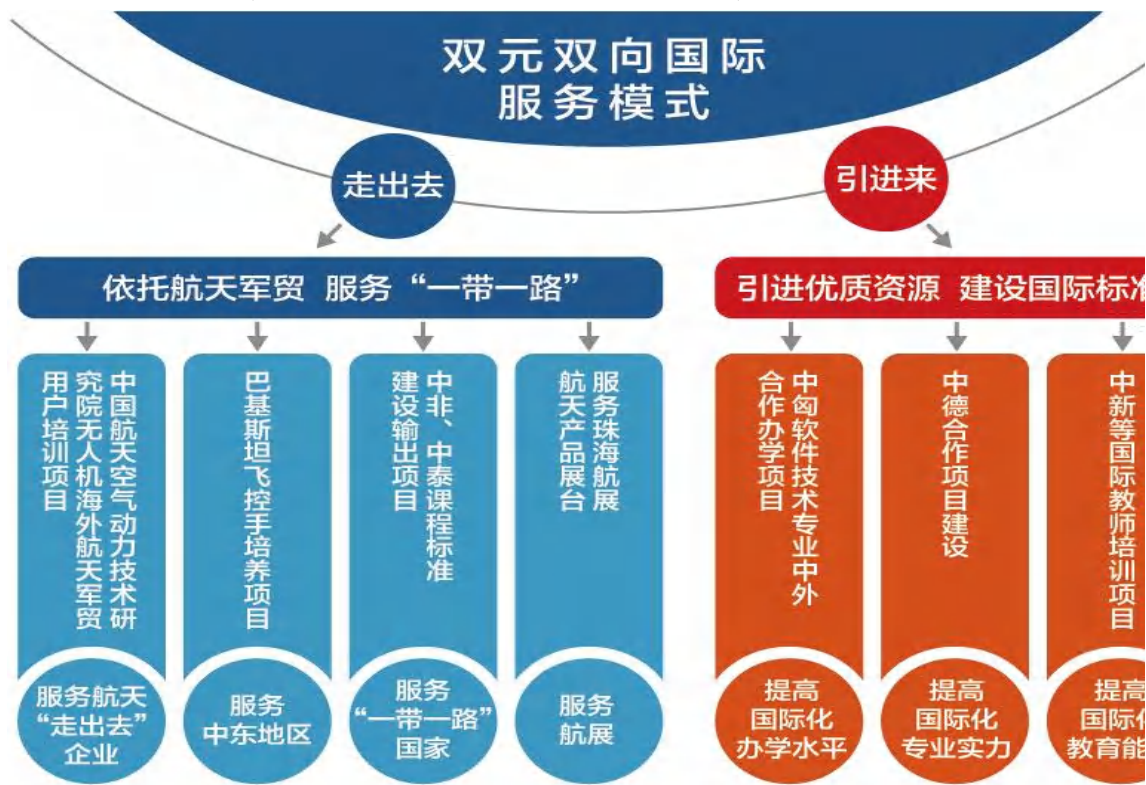 双元双向国际
服务模式
走出去
引进来
依托航天军贸 服务“一带一路”
引进优质资源 建设国际标准
中国航天空气动力技术研
究院无人机海外航天军贸
用户培训项目
巴基斯坦飞控手培养项目
中非、中泰课程标准
建设输出项目
服务珠海航展
航天产品展台
中匈软件技术专业中外
合作办学项目
中德合作项目建设
中新等国际教师培训项目
服务航天
“走出去”
企业
服务
中东地区
服务
“一带一路”
国家
服务
航展
提高
国际化
办学水平
提高
国际化
专业实力
提高
国际化
教育能